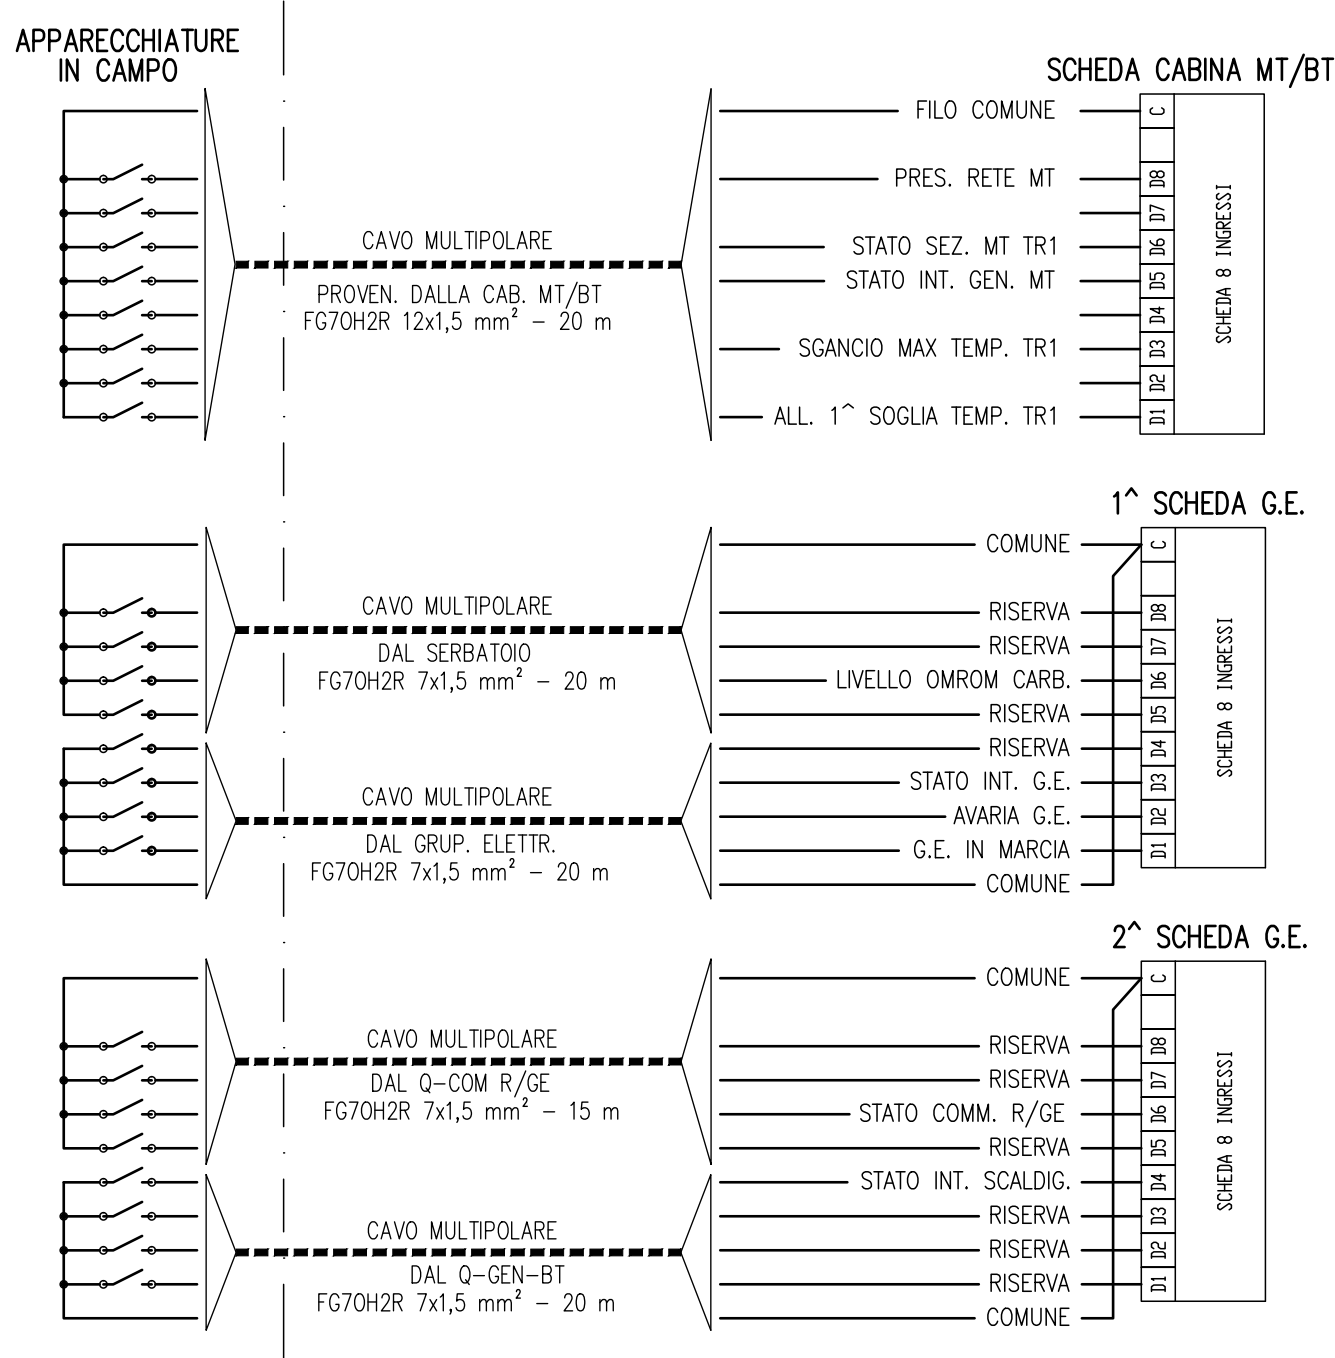 APPARECCHIATURE
IN CAMPO
SCHEDA CABINA MT/BT
FILO COMUNE
C
PRES. RETE MT
D8
D7
STATO SEZ. MT TR1
D6
STATO INT. GEN. MT
D5
D4
SGANCIO MAX TEMP. TR1
D3
D2
ALL. 1^ SOGLIA TEMP. TR1
D1
SCHEDA 8 INGRESSI
CAVO MULTIPOLARE
PROVEN. DALLA CAB. MT/BT
FG7OH2R 12x1,5 mm² – 20 m
1^ SCHEDA G.E.
COMUNE
C
RISERVA
D8
RISERVA
D7
LIVELLO OMROM CARB.
D6
RISERVA
D5
RISERVA
D4
STATO INT. G.E.
D3
AVARIA G.E.
D2
G.E. IN MARCIA
D1
COMUNE
SCHEDA 8 INGRESSI
CAVO MULTIPOLARE
DAL SERBATOIO
FG7OH2R 7x1,5 mm² – 20 m
CAVO MULTIPOLARE
DAL GRUP. ELETTR.
FG7OH2R 7x1,5 mm² – 20 m
2^ SCHEDA G.E.
COMUNE
C
RISERVA
D8
RISERVA
D7
STATO COMM. R/GE
D6
RISERVA
D5
STATO INT. SCALDIG.
D4
RISERVA
D3
RISERVA
D2
RISERVA
D1
COMUNE
SCHEDA 8 INGRESSI
CAVO MULTIPOLARE
DAL Q-COM R/GE
FG7OH2R 7x1,5 mm² – 15 m
CAVO MULTIPOLARE
DAL Q-GEN-BT
FG7OH2R 7x1,5 mm² – 20 m